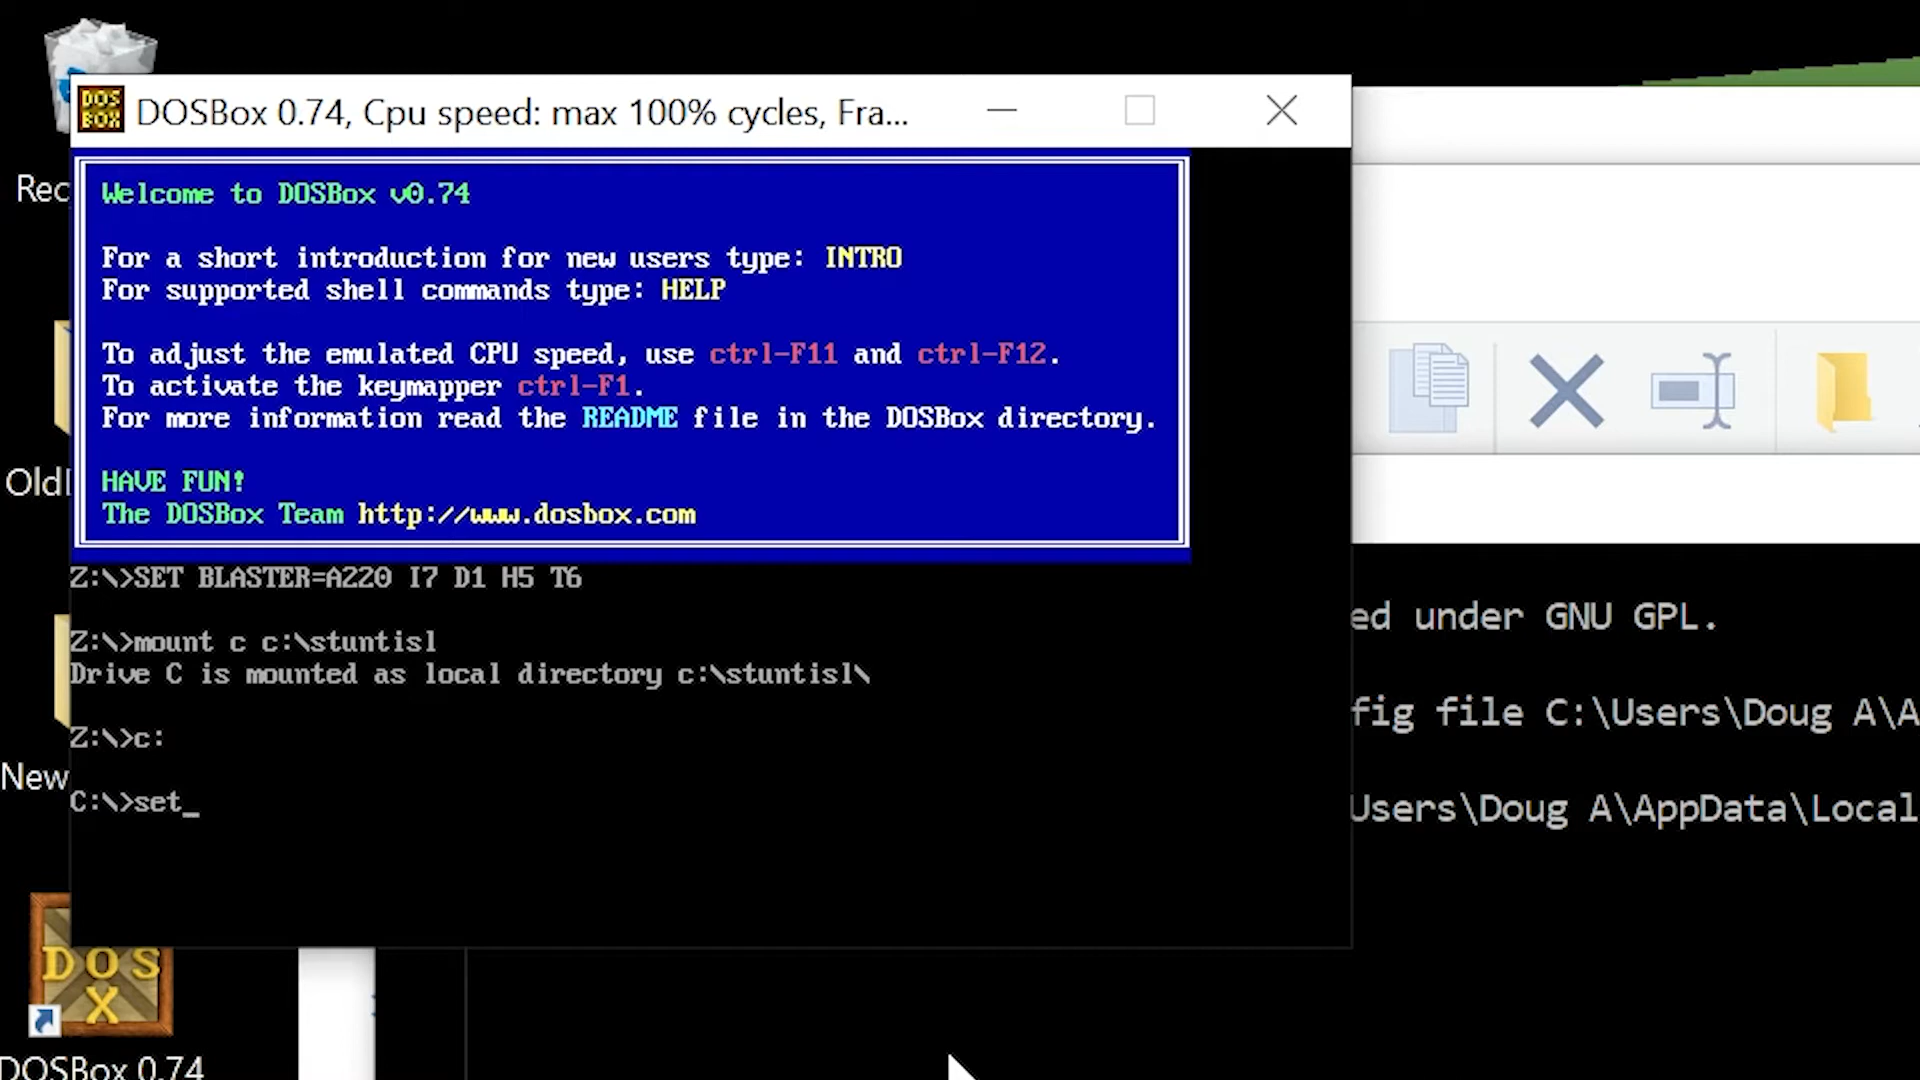 DOS
BOX
DOSBox 0.74, Cpu speed: max 100% cycles, Fra...
Rec
Welcome to DOSBox v0.74
For a short introduction for new users type: INTRO
For supported shell commands type: HELP
To adjust the emulated CPU speed, use ctrl-F11 and ctrl-F12.
To activate the keymapper ctrl-F1.
For more information read the README file in the DOSBox directory.
HAVE FUN!
The DOSBox Team http://www.dosbox.com
Old
Z:\>SET BLASTER=A220 I7 D1 H5 T6
ed under GNU GPL.
Z:\>mount c c:\stuntisl
Drive C is mounted as local directory c:\stuntisl\
fig file C:\Users\Doug A\A
Z:\>c:
New
C:\>set_
Users\Doug A\AppData\Local
DOS
X
DOSBox 0.74